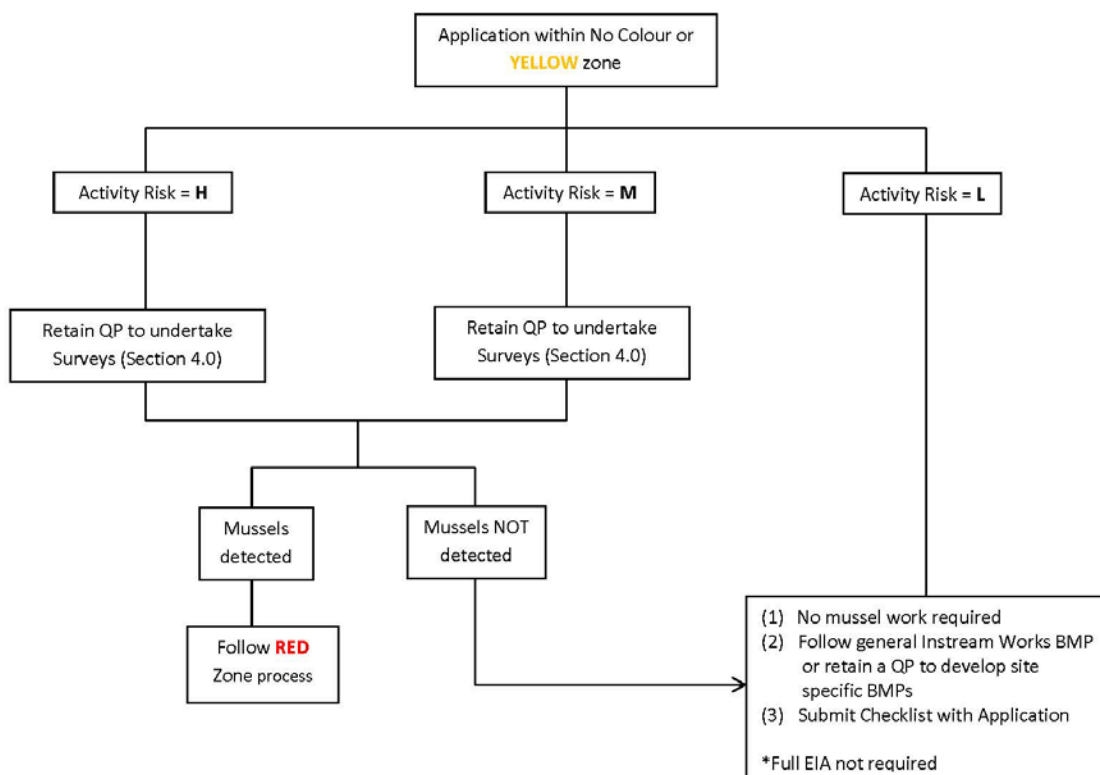 Application within No Colour or
YELLOW zone
Activity Risk = H
Activity Risk = M
Activity Risk = L
Retain QP to undertake
Surveys (Section 4.0)
Retain QP to undertake
Surveys (Section 4.0)
Mussels
detected
Mussels NOT
detected
Follow RED
Zone process
(1) No mussel work required
(2) Follow general Instream Works BMP
or retain a QP to develop site
specific BMPs
(3) Submit Checklist with Application
*Full EIA not required